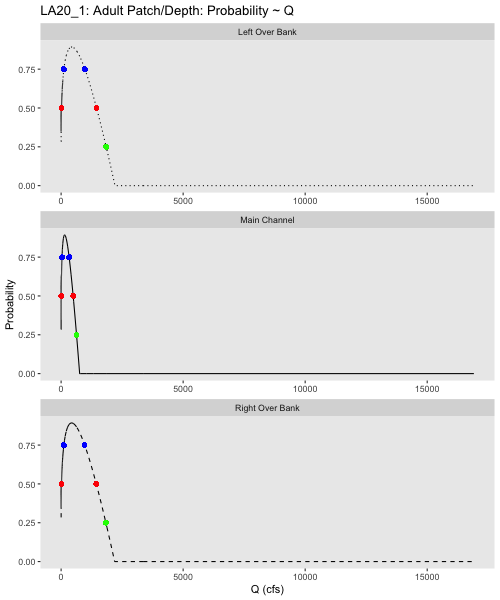 LA20_1: Adult Patch/Depth: Probability ~ Q
Left Over Bank
0.75
0.50
0.25
0.00
0 5000 10000 15000
Main Channel
0.75
0.50
0.25
0.00
0 5000 10000 15000
Probability
Right Over Bank
0.75
0.50
0.25
0.00
0 5000 10000 15000
Q (cfs)